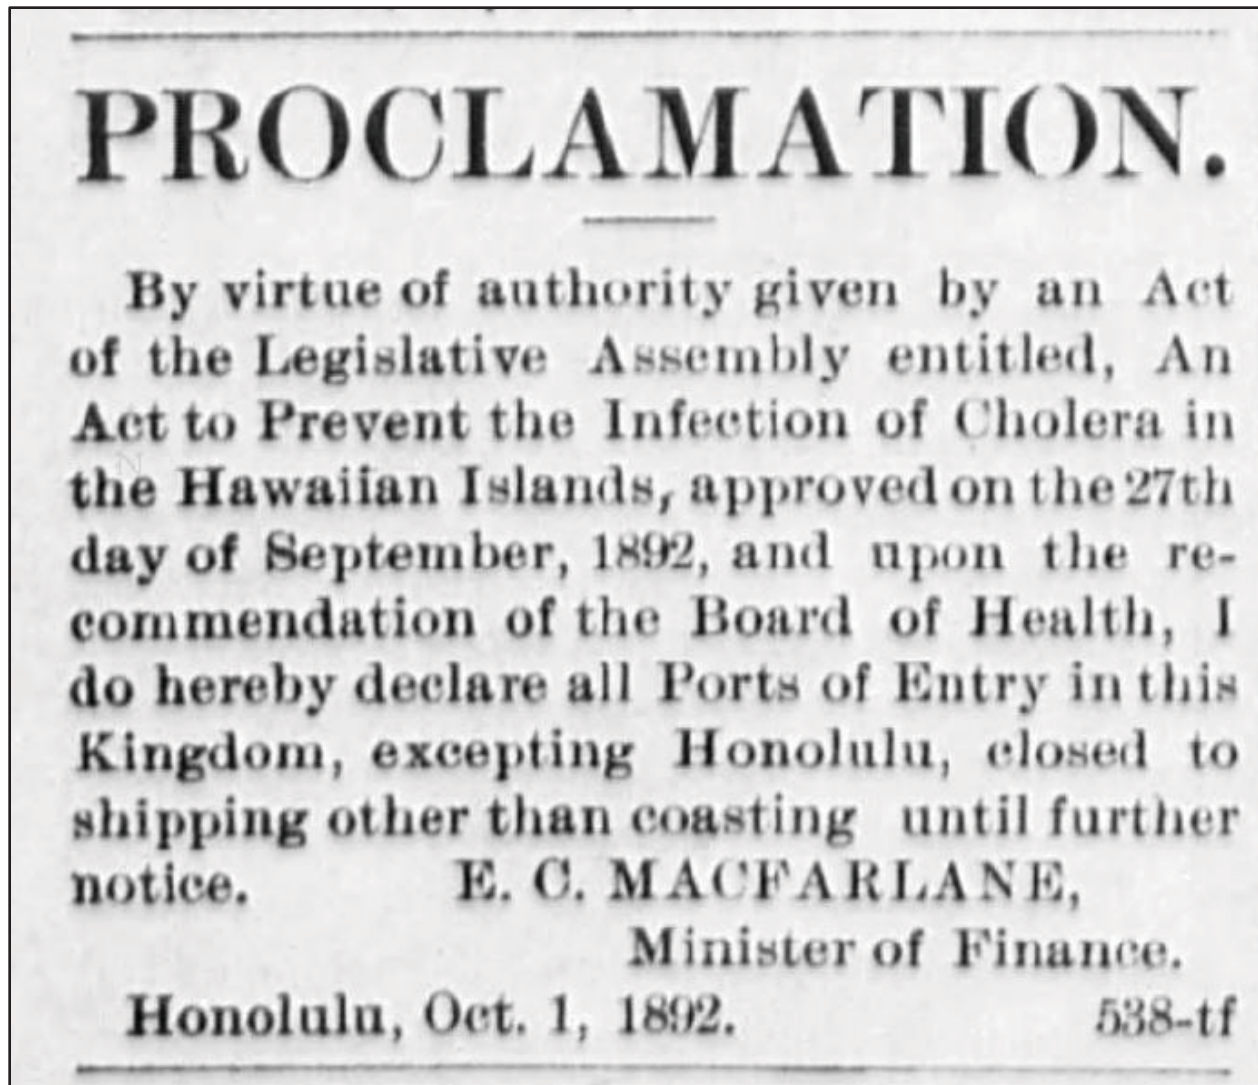 PROCLAMATION.
By virtue of authority given by an Act
of the Legislative Assembly entitled, An
Act to Prevent the Infection of Cholera in
the Hawaiian Islands, approved on the 27th
day of September, 1892, and upon the re-
commendation of the Board of Health, I
do hereby declare all Ports of Entry in this
Kingdom, excepting Honolulu, closed to
shipping other than coasting until further
notice. E. C. MACFARLANE,
Minister of Finance.
Honolulu, Oct. 1, 1892. 538-tf